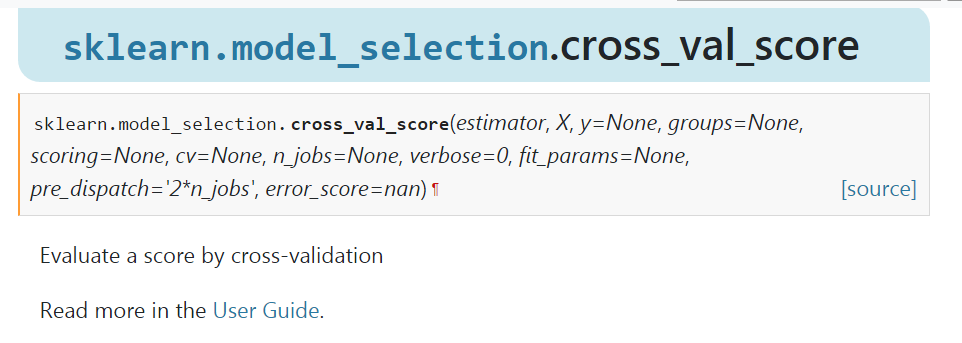 sklearn.model_selection.cross_val_score
sklearn.model_selection.cross_val_score(estimator, X, y=None, groups=None,
scoring=None, cv=None, n_jobs=None, verbose=0, fit_params=None,
pre_dispatch='2*n_jobs', error_score=nan)¶ [source]
Evaluate a score by cross-validation
Read more in the User Guide.